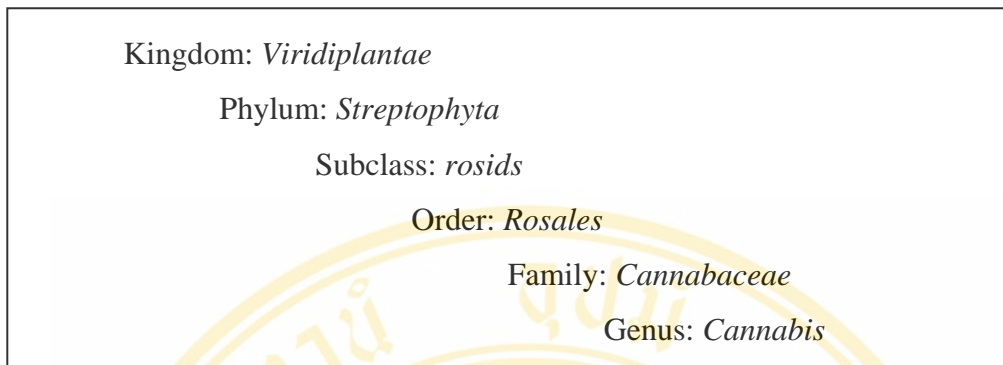 Kingdom: Viridiplantae
Phylum: Streptophyta
Subclass: rosids
Order: Rosales
Family: Cannabaceae
Genus: Cannabis